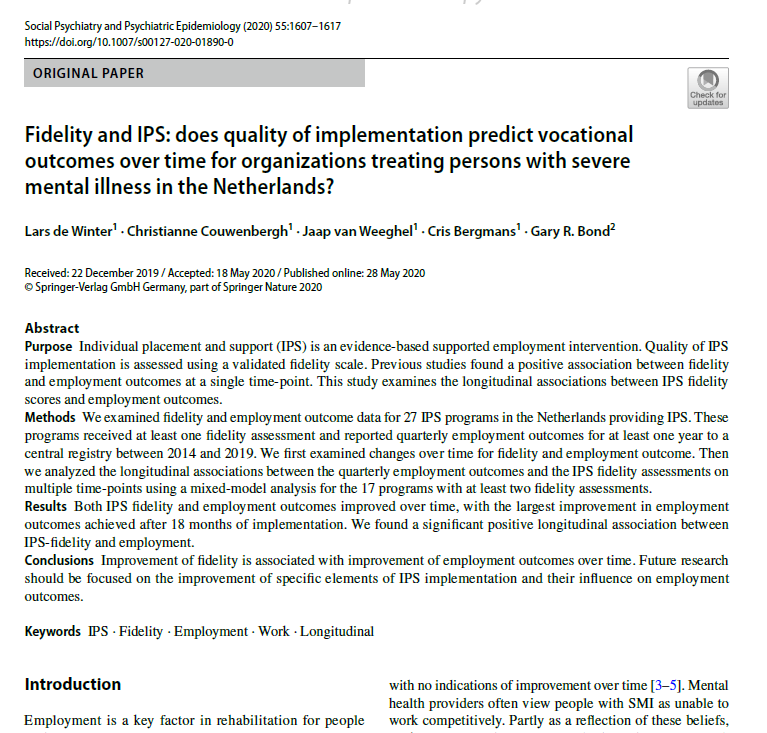 Social Psychiatry and Psychiatric Epidemiology (2020) 55:1607–1617
https://doi.org/10.1007/s00127-020-01890-0
ORIGINAL PAPER
Check for
updates
Fidelity and IPS: does quality of implementation predict vocational
outcomes over time for organizations treating persons with severe
mental illness in the Netherlands?
Lars de Winter¹ · Christianne Couwenbergh¹ · Jaap van Weeghel¹ · Cris Bergmans¹ · Gary R. Bond²
Received: 22 December 2019 / Accepted: 18 May 2020 / Published online: 28 May 2020
© Springer-Verlag GmbH Germany, part of Springer Nature 2020
Abstract
Purpose Individual placement and support (IPS) is an evidence-based supported employment intervention. Quality of IPS
implementation is assessed using a validated fidelity scale. Previous studies found a positive association between fidelity
and employment outcomes at a single time-point. This study examines the longitudinal associations between IPS fidelity
scores and employment outcomes.
Methods We examined fidelity and employment outcome data for 27 IPS programs in the Netherlands providing IPS. These
programs received at least one fidelity assessment and reported quarterly employment outcomes for at least one year to a
central registry between 2014 and 2019. We first examined changes over time for fidelity and employment outcome. Then
we analyzed the longitudinal associations between the quarterly employment outcomes and the IPS fidelity assessments on
multiple time-points using a mixed-model analysis for the 17 programs with at least two fidelity assessments.
Results Both IPS fidelity and employment outcomes improved over time, with the largest improvement in employment
outcomes achieved after 18 months of implementation. We found a significant positive longitudinal association between
IPS-fidelity and employment.
Conclusions Improvement of fidelity is associated with improvement of employment outcomes over time. Future research
should be focused on the improvement of specific elements of IPS implementation and their influence on employment
outcomes.
Keywords IPS · Fidelity · Employment · Work · Longitudinal
Introduction
Employment is a key factor in rehabilitation for people
with no indications of improvement over time [3–5]. Mental
health providers often view people with SMI as unable to
work competitively. Partly as a reflection of these beliefs,